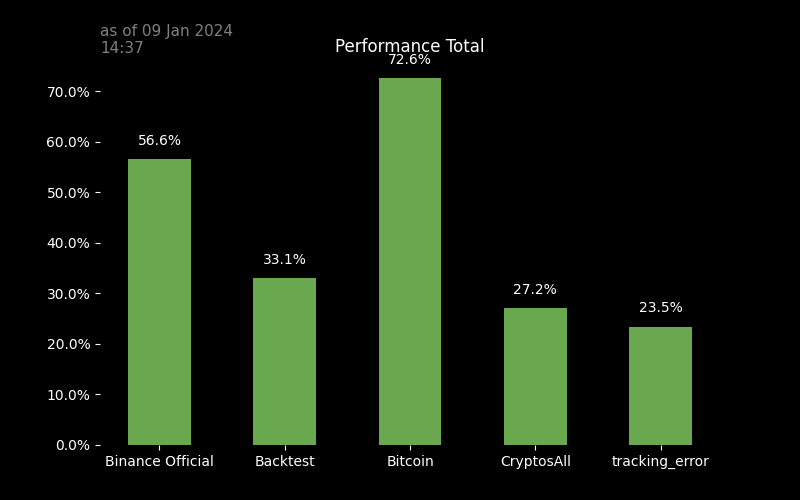 as of 09 Jan 2024
14:37
Performance Total
72.6%
70.0%
60.0%
56.6%
50.0%
40.0%
33.1%
30.0%
27.2%
23.5%
20.0%
10.0%
0.0%
Binance Official
Backtest
Bitcoin
CryptosAll
tracking_error